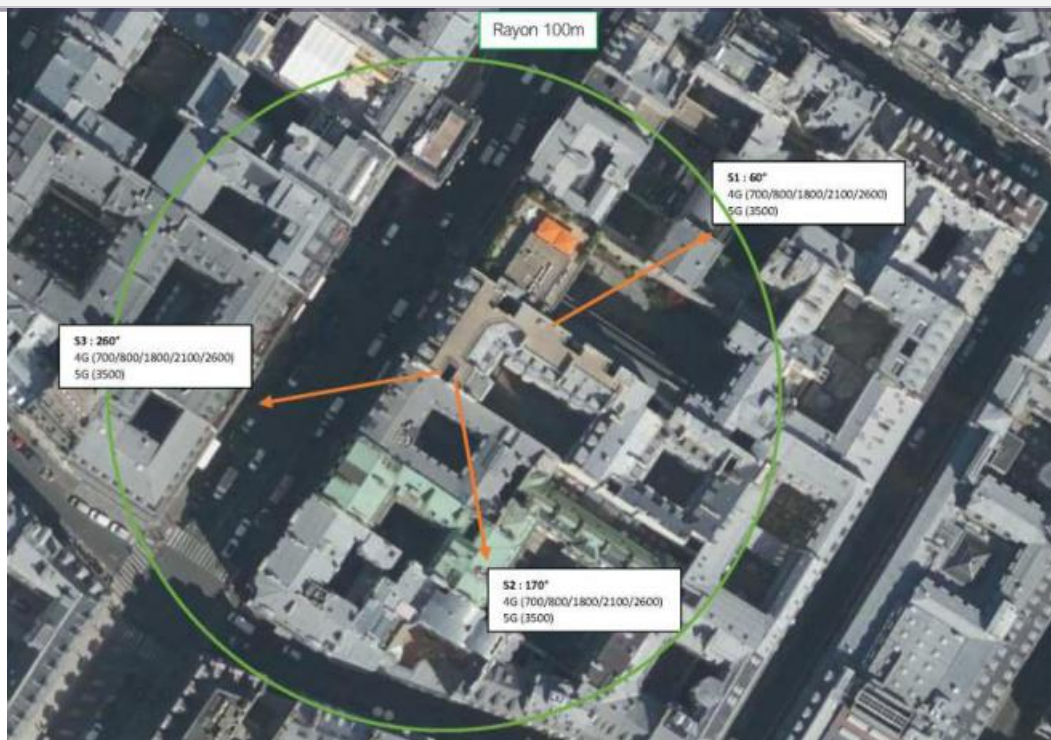 Rayon 100m
S1 : 60°
4G (700/800/1800/2100/2600)
5G (3500)
S3 : 260°
4G (700/800/1800/2100/2600)
5G (3500)
S2 : 170°
4G (700/800/1800/2100/2600)
5G (3500)